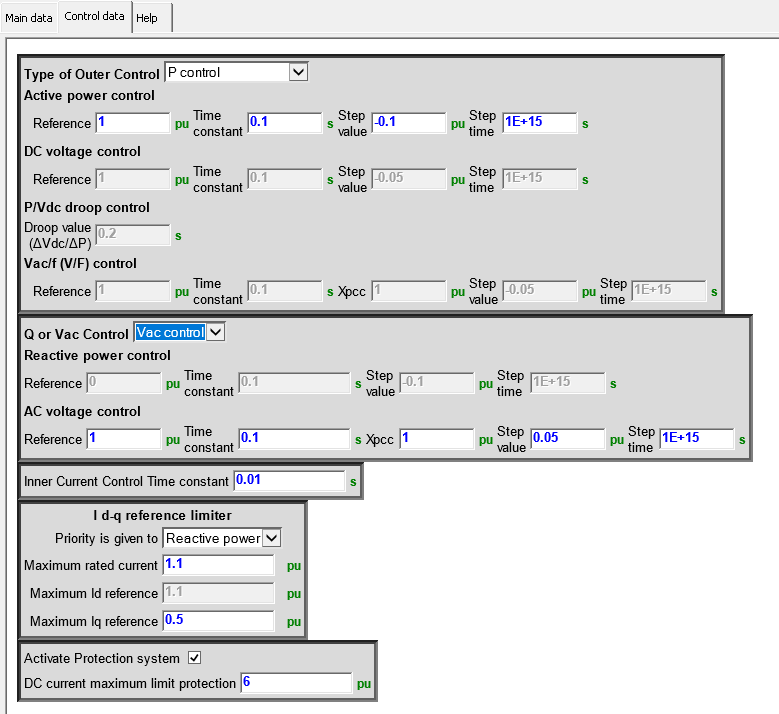 Main data Control data Help
Type of Outer Control P control
Active power control
Reference 1 pu Time constant 0.1 s Step value -0.1 pu Step time 1E+15 s
DC voltage control
Reference 1 pu Time constant 0.1 s Step value -0.05 pu Step time 1E+15 s
P/Vdc droop control
Droop value (ΔVdc/ΔP) 0.2 s
Vac/f (V/F) control
Reference 1 pu Time constant 0.1 s Xpcc 1 pu Step value -0.05 pu Step time 1E+15 s
Q or Vac Control Vac control
Reactive power control
Reference 0 pu Time constant 0.1 s Step value -0.1 pu Step time 1E+15 s
AC voltage control
Reference 1 pu Time constant 0.1 s Xpcc 1 pu Step value 0.05 pu Step time 1E+15 s
Inner Current Control Time constant 0.01 s
I d-q reference limiter
Priority is given to Reactive power
Maximum rated current 1.1 pu
Maximum Id reference 1.1 pu
Maximum Iq reference 0.5 pu
Activate Protection system
DC current maximum limit protection 6 pu